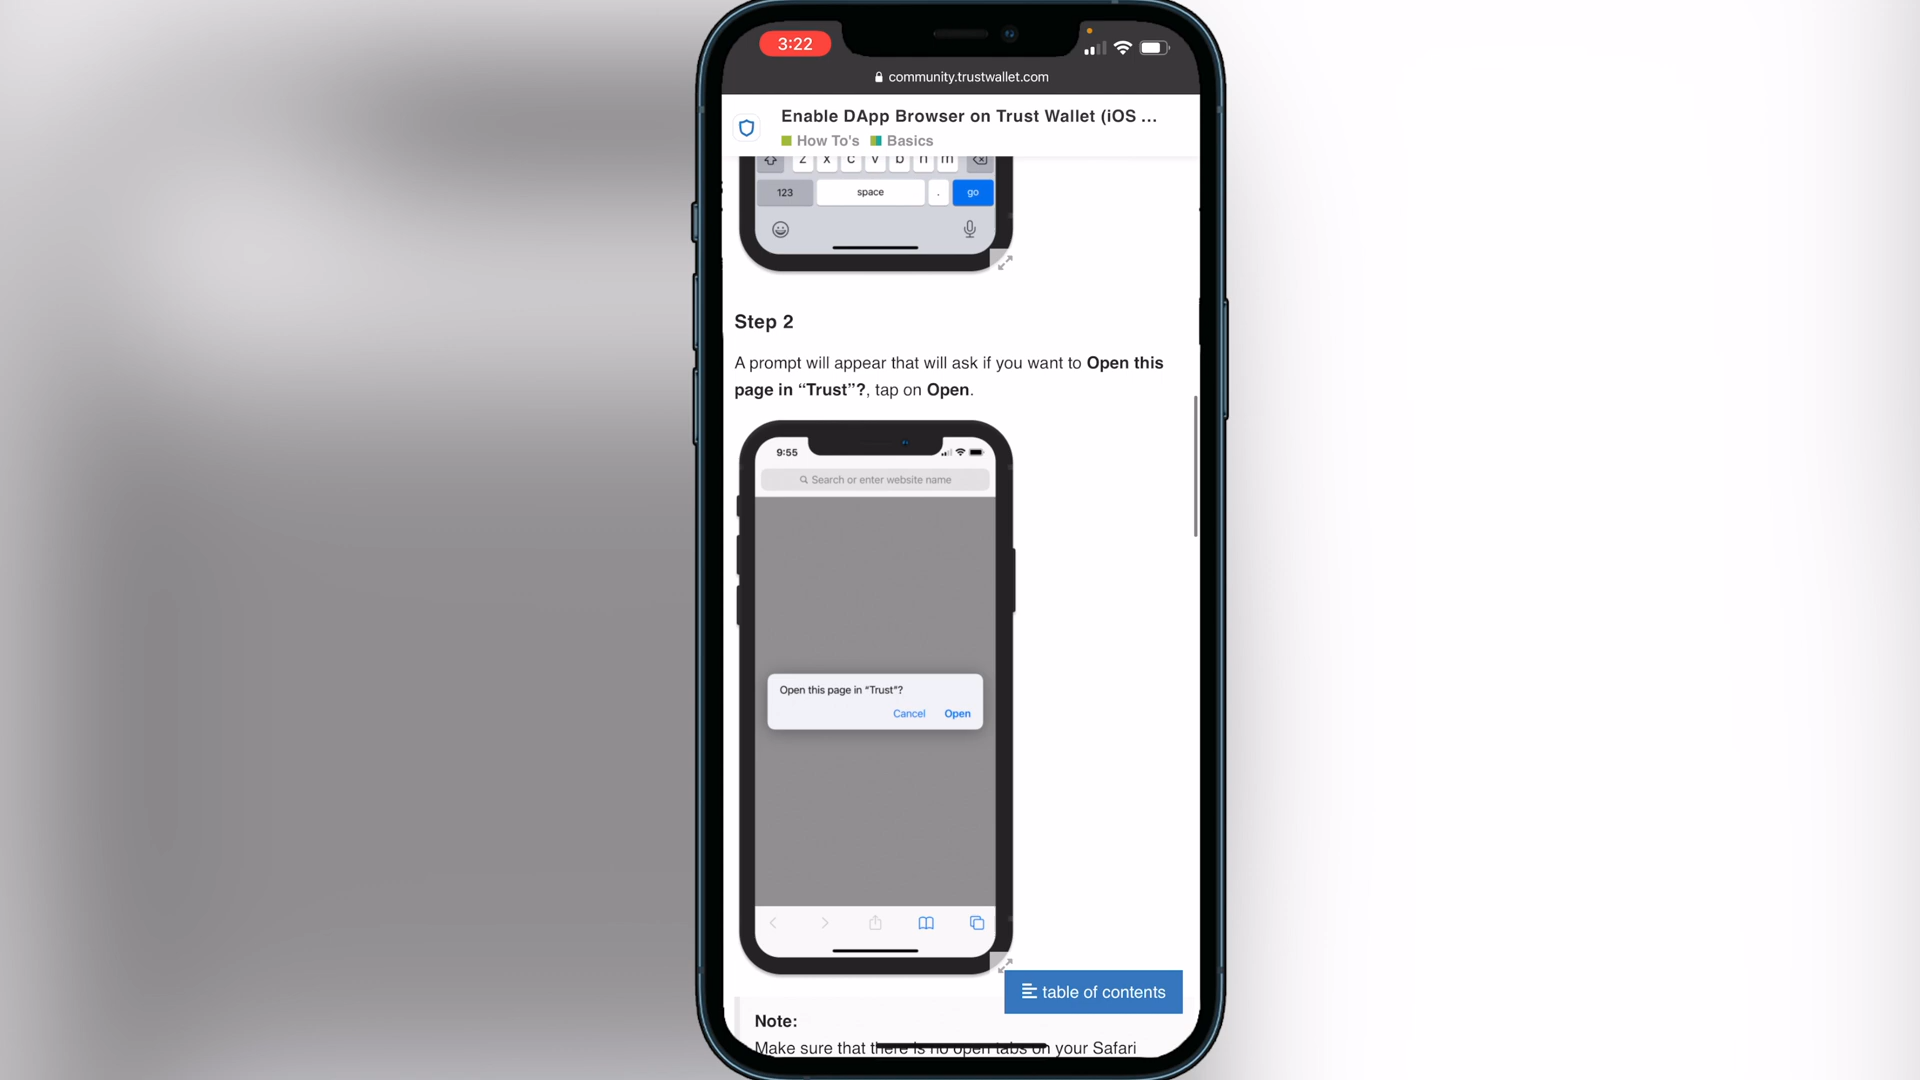 3:22
community.trustwallet.com
Enable DApp Browser on Trust Wallet (iOS ...
How To's Basics
z x c v b n m
123 space . go
Step 2
A prompt will appear that will ask if you want to Open this
page in “Trust”?, tap on Open.
9:55
Search or enter website name
Open this page in “Trust”?
Cancel Open
table of contents
Note:
Make sure that there is no open tabs on your Safari